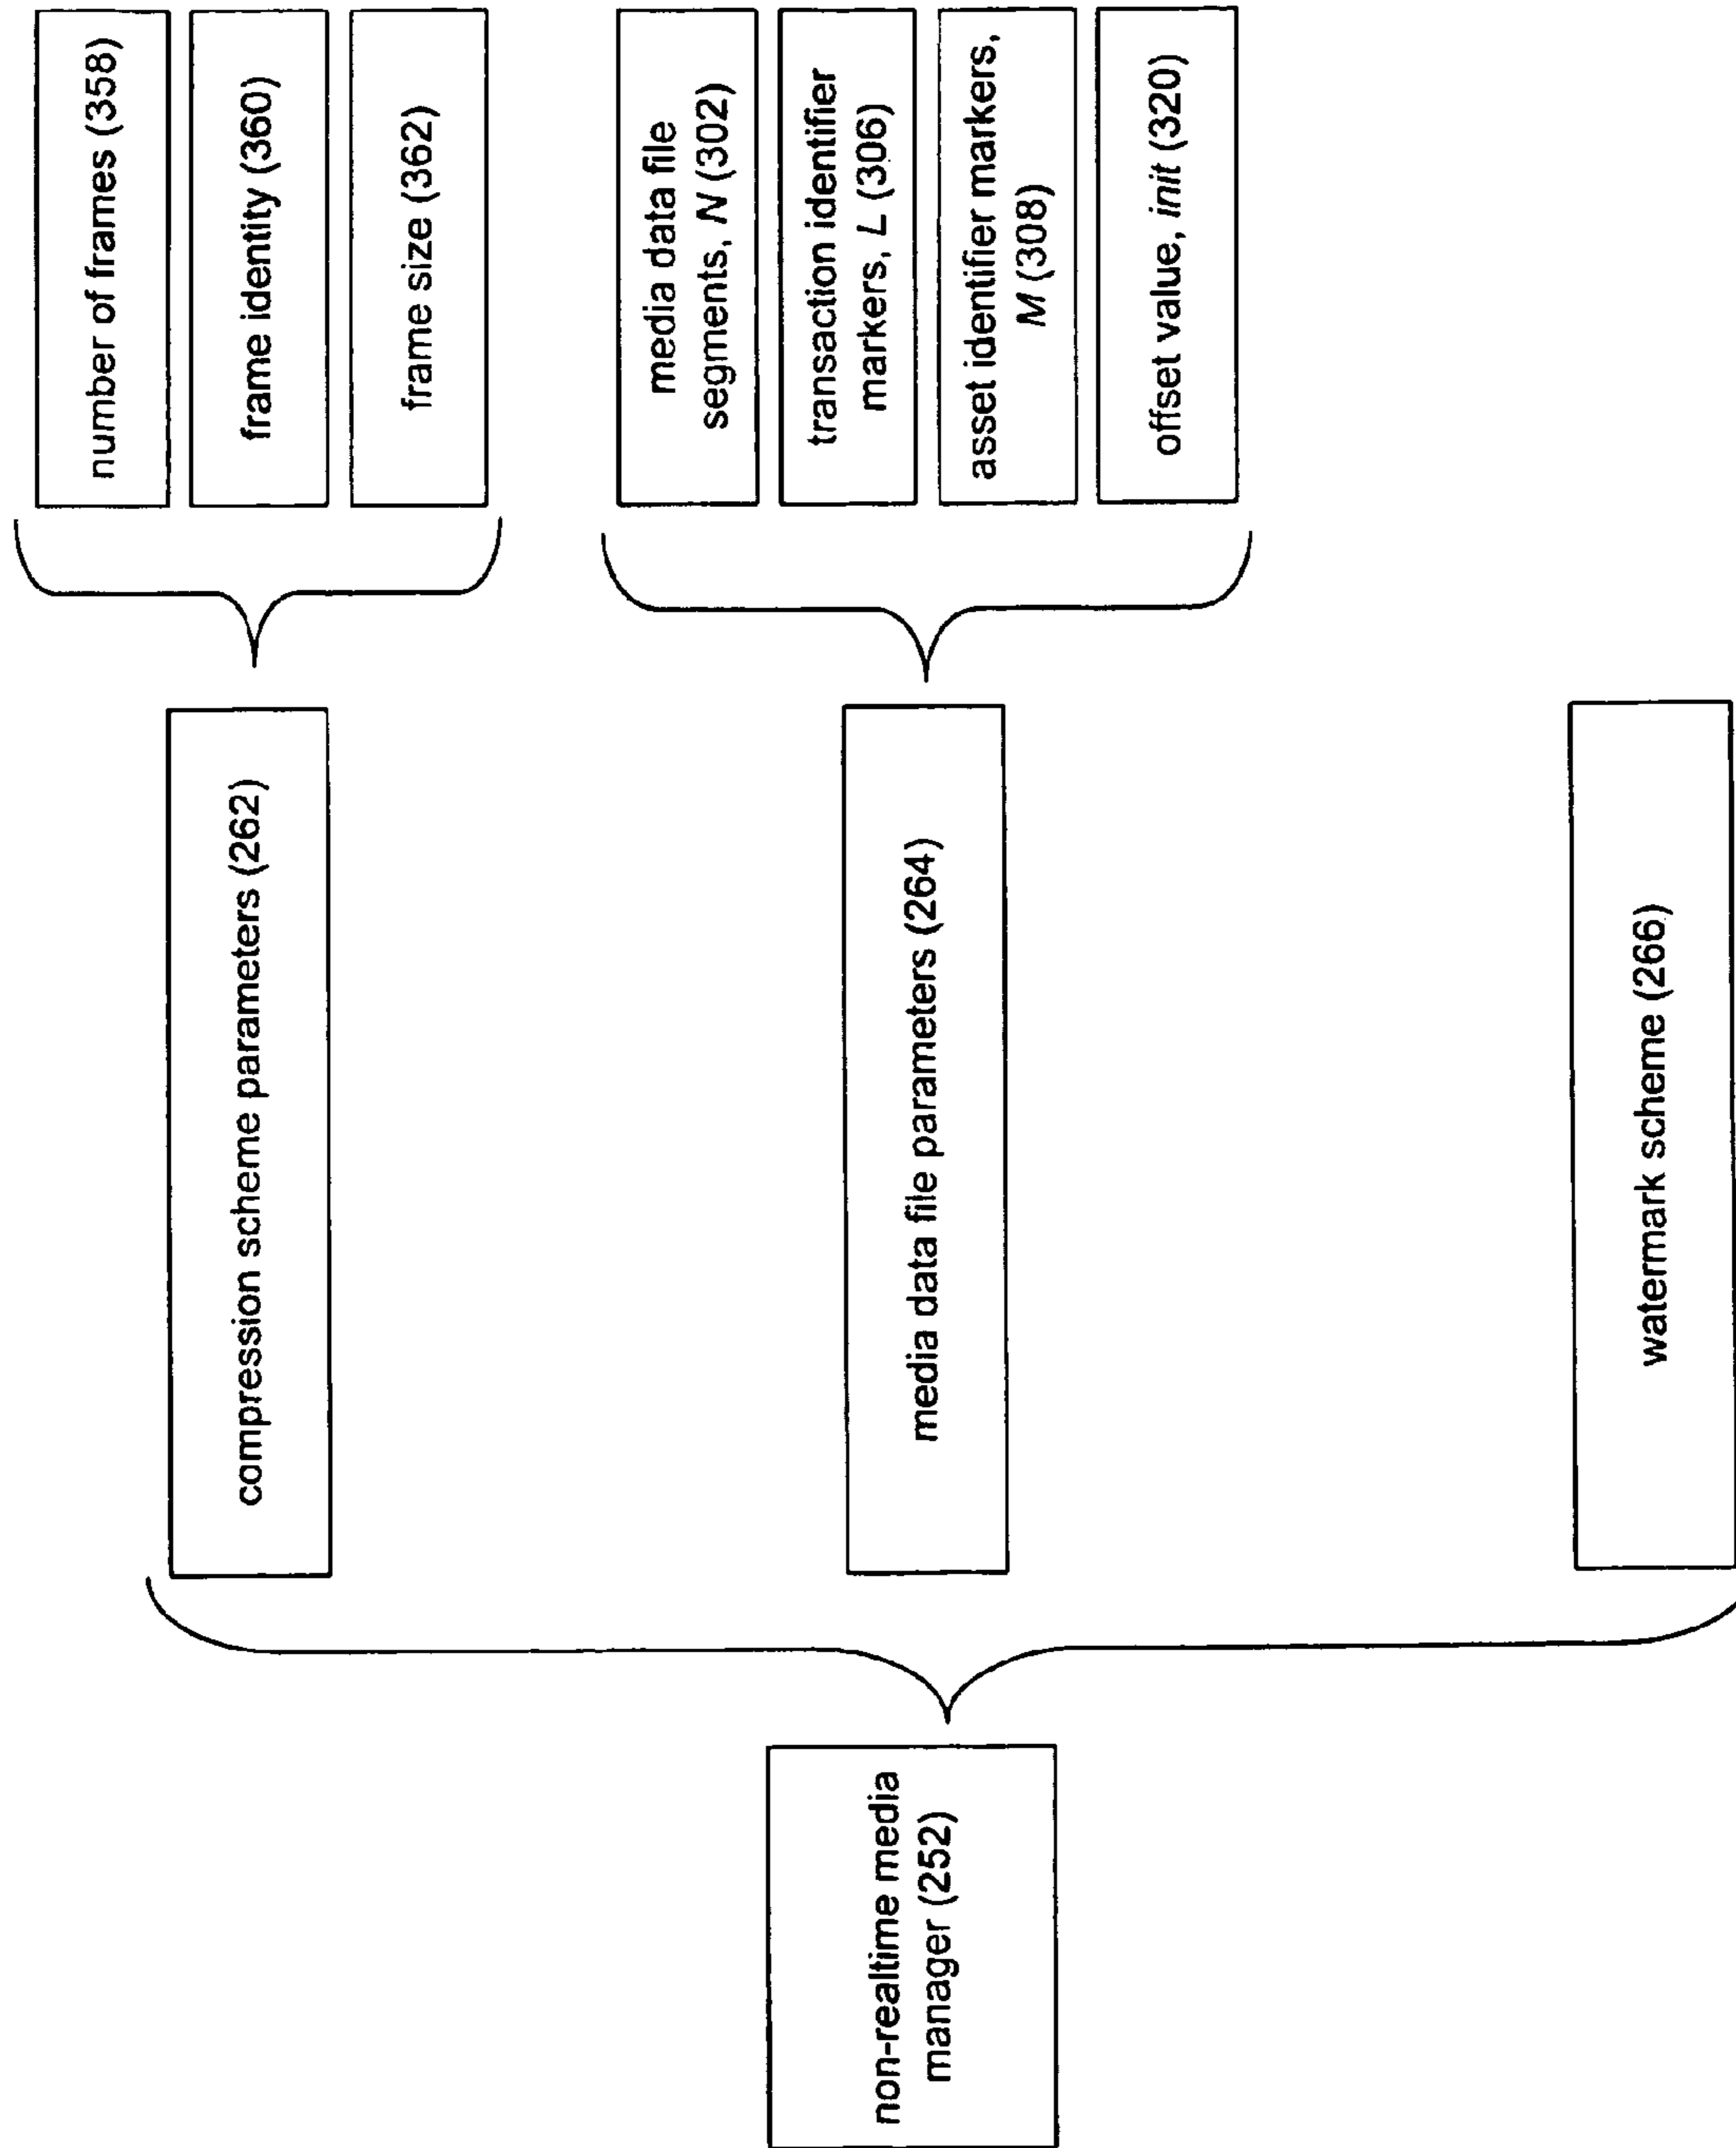 non-realtime media
manager (252)
compression scheme parameters (262)
number of frames (358)
frame identity (360)
frame size (362)
media data file parameters (264)
media data file
segments, N (302)
transaction identifier
markers, L (306)
asset identifier markers,
M (308)
offset value, init (320)
watermark scheme (266)